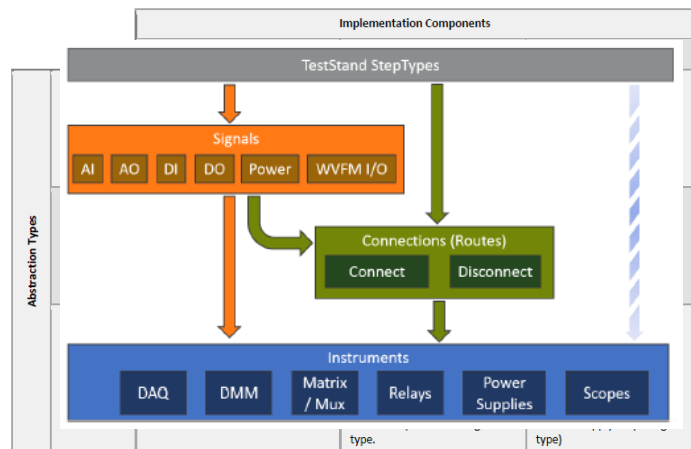 Implementation Components
TestStand StepTypes
Abstraction Types
Signals
AI AO DI DO Power WVFM I/O
Connections (Routes)
Connect Disconnect
Instruments
DAQ DMM Matrix / Mux Relays Power Supplies Scopes
type.
type)